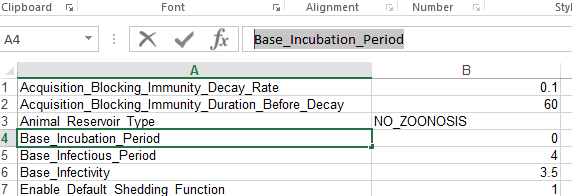 Clipboard Font Alignment Number
A4 fx Base_Incubation_Period
A B
1 Acquisition_Blocking_Immunity_Decay_Rate 0.1
2 Acquisition_Blocking_Immunity_Duration_Before_Decay 60
3 Animal_Reservoir_Type NO_ZOONOSIS
4 Base_Incubation_Period 0
5 Base_Infectious_Period 4
6 Base_Infectivity 3.5
7 Enable_Default_Shedding_Function 1